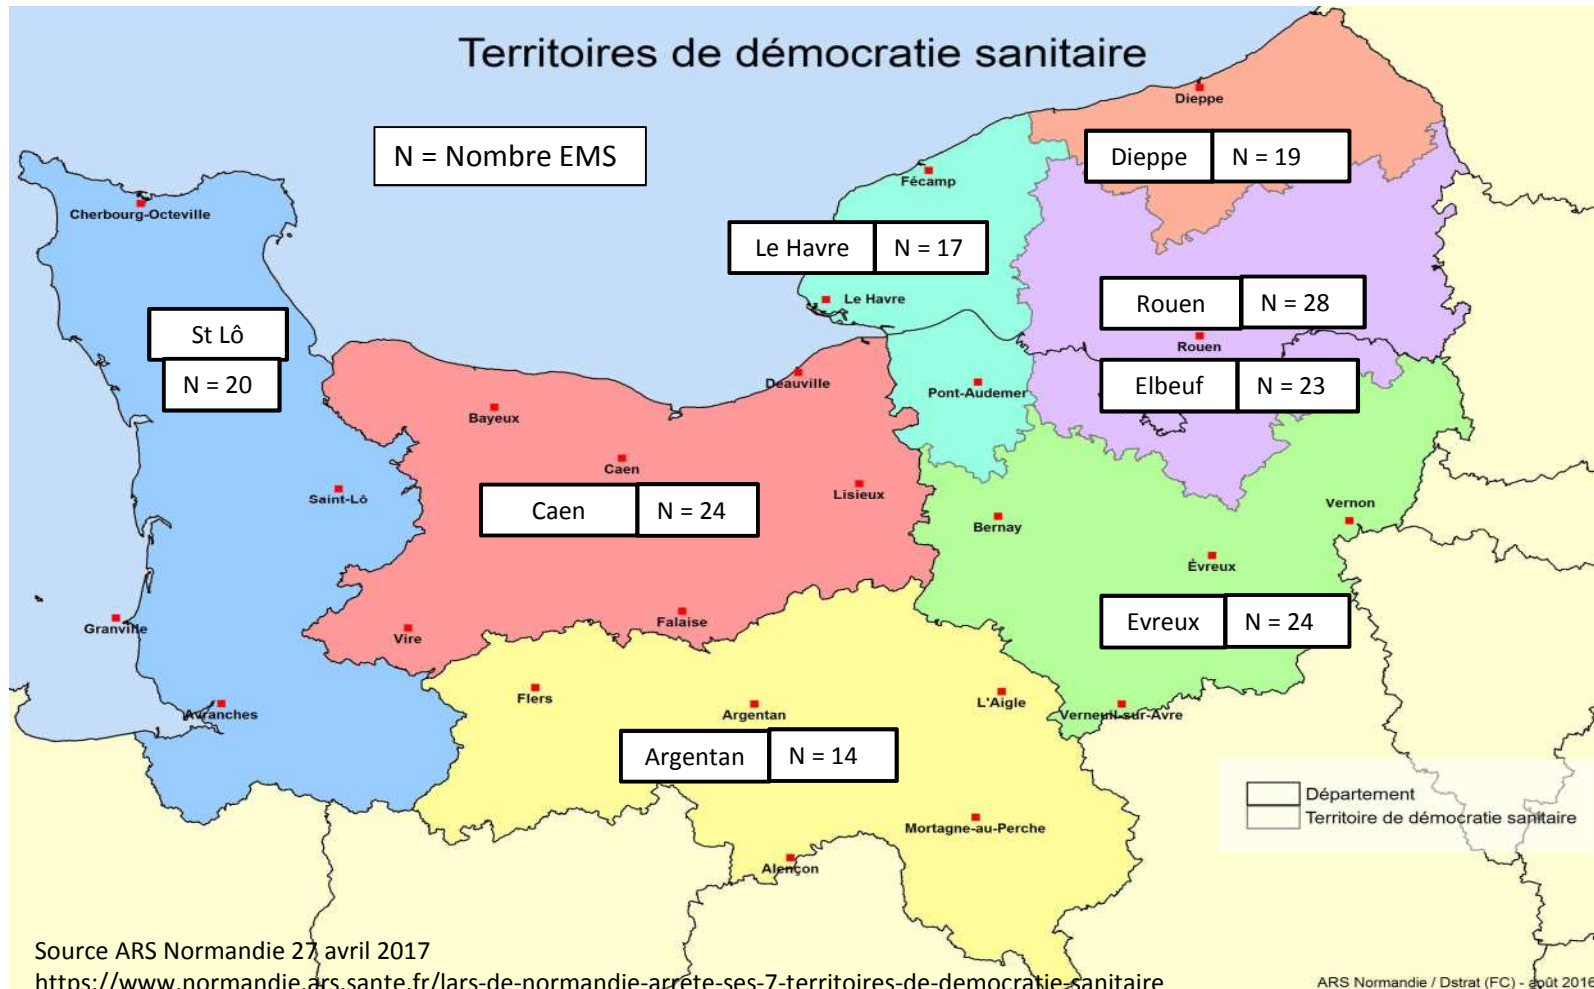 Territoires de démocratie sanitaire
Dieppe
N = Nombre EMS
Dieppe N = 19
Fécamp
Cherbourg-Octeville
Le Havre N = 17
Le Havre
Rouen N = 28
St Lô
Rouen
N = 20
Deauville
Pont-Audemer
Elbeuf N = 23
Bayeux
Caen
Saint-Lô
Lisieux
Caen N = 24
Vernon
Bernay
Évreux
Granville
Vire
Falaise
Evreux N = 24
Flers
L'Aigle
Avranches
Argentan
Verneuil-sur-Avre
Argentan N = 14
Département
Territoire de démocratie sanitaire
Mortagne-au-Perche
Alençon
Source ARS Normandie 27 avril 2017
https://www.normandie.ars.sante.fr/lars-de-normandie-arrete-ses-7-territoires-de-democratie-sanitaire
ARS Normandie / Dstrat (FC) - août 2016